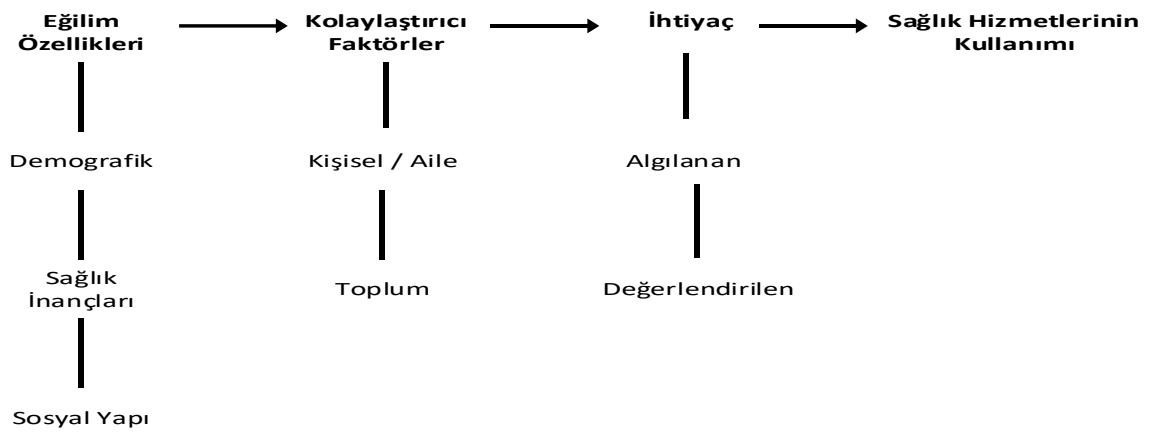 Eğilim
Özellikleri
Kolaylaştırıcı
Faktörler
İhtiyaç
Sağlık Hizmetlerinin
Kullanımı
Demografik
Kişisel / Aile
Algılanan
Sağlık
İnançları
Toplum
Değerlendirilen
Sosyal Yapı